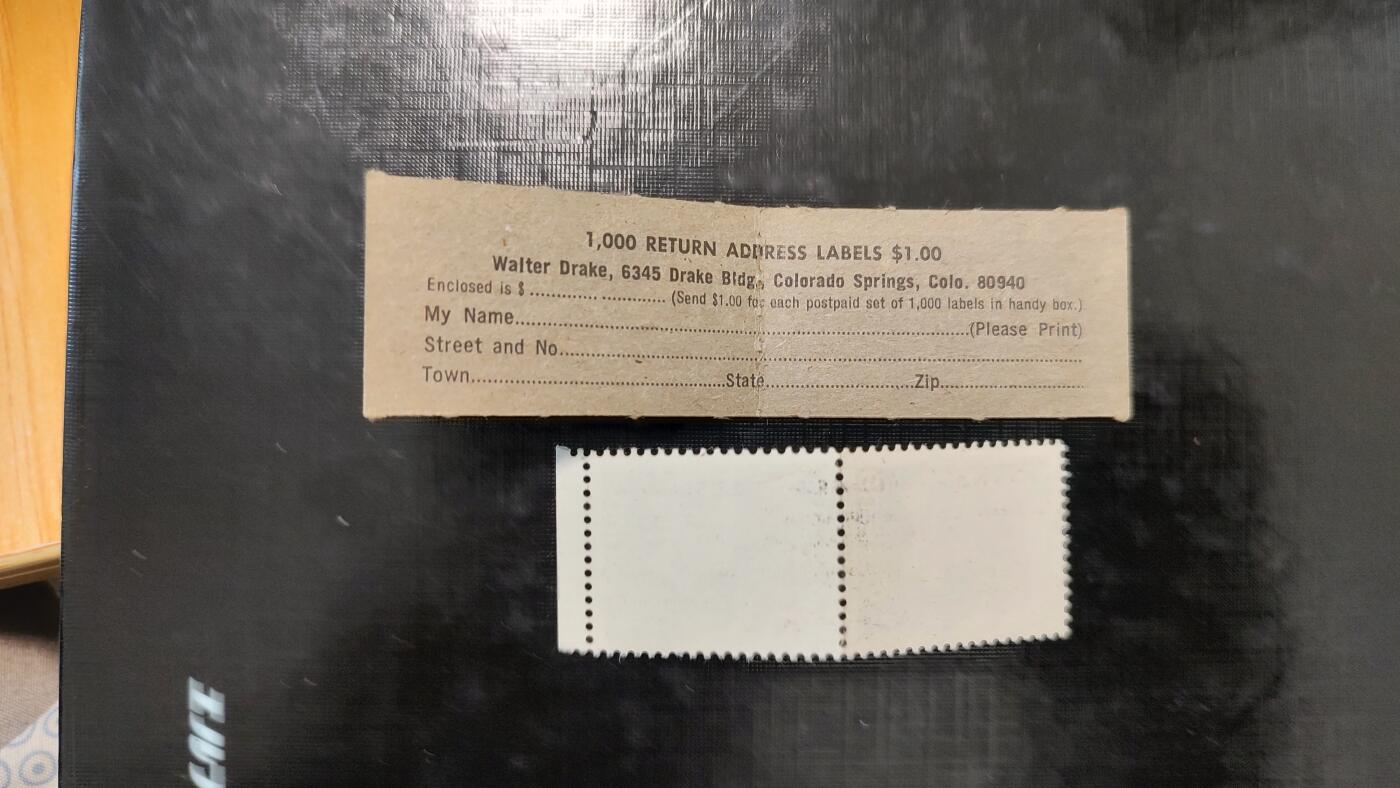 1,000 RETURN ADDRESS LABELS $1.00
Walter Drake, 6345 Drake Bldg., Colorado Springs, Colo. 80940
Enclosed is $.............. ............. (Send $1.00 for each postpaid set of 1,000 labels in handy box.)
My Name..............................................................................(Please Print)
Street and No..............................................................................
Town..........................................State.........................Zip........................